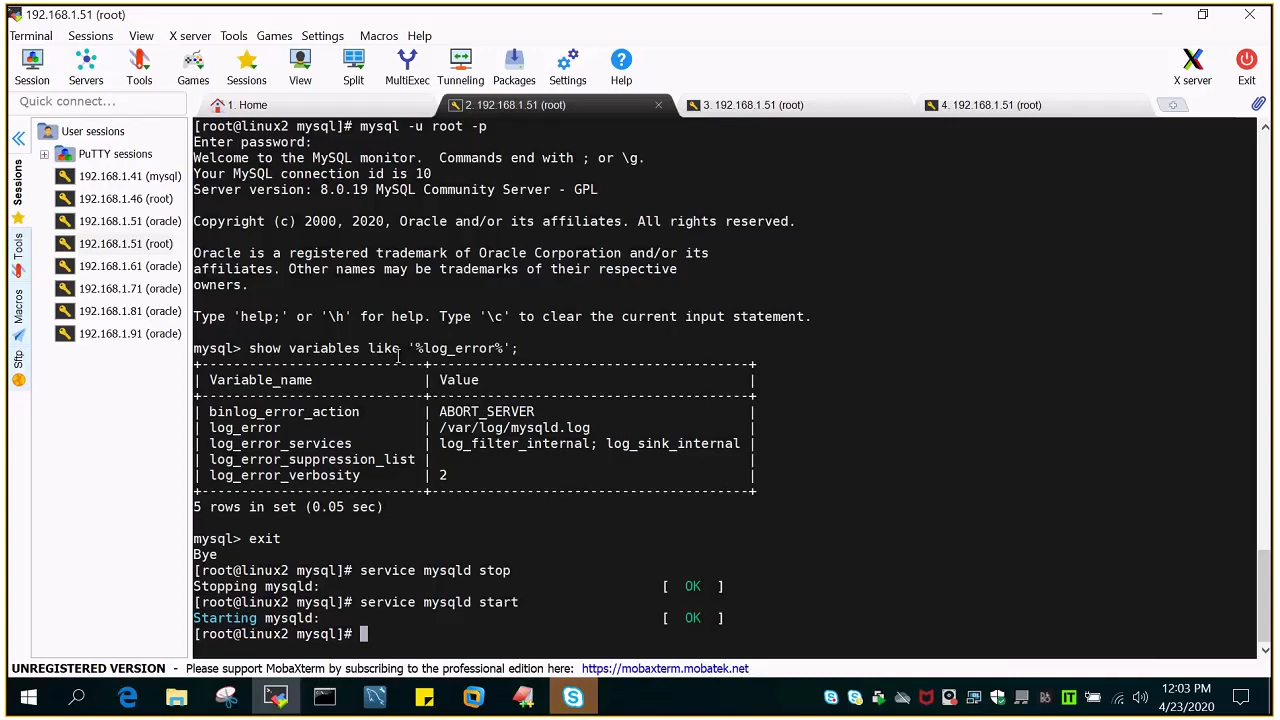 192.168.1.51 (root)
Terminal Sessions View X server Tools Games Settings Macros Help
Session Servers Tools Games Sessions View Split MultiExec Tunneling Packages Settings Help X server Exit
Quick connect...
1. Home
2. 192.168.1.51 (root)
3. 192.168.1.51 (root)
4. 192.168.1.51 (root)
Sessions
Tools
Macros
Sftp
User sessions
PuTTY sessions
192.168.1.41 (mysql)
192.168.1.46 (root)
192.168.1.51 (oracle)
192.168.1.51 (root)
192.168.1.61 (oracle)
192.168.1.71 (oracle)
192.168.1.81 (oracle)
192.168.1.91 (oracle)
[root@linux2 mysql]# mysql -u root -p
Enter password:
Welcome to the MySQL monitor.  Commands end with ; or \g.
Your MySQL connection id is 10
Server version: 8.0.19 MySQL Community Server - GPL
Copyright (c) 2000, 2020, Oracle and/or its affiliates. All rights reserved.
Oracle is a registered trademark of Oracle Corporation and/or its
affiliates. Other names may be trademarks of their respective
owners.
Type 'help;' or '\h' for help. Type '\c' to clear the current input statement.
mysql> show variables like '%log_error%';
+----------------------------+----------------------------------------+
| Variable_name              | Value                                  |
+----------------------------+----------------------------------------+
| binlog_error_action        | ABORT_SERVER                           |
| log_error                  | /var/log/mysqld.log                    |
| log_error_services         | log_filter_internal; log_sink_internal |
| log_error_suppression_list |                                        |
| log_error_verbosity        | 2                                      |
+----------------------------+----------------------------------------+
5 rows in set (0.05 sec)
mysql> exit
Bye
[root@linux2 mysql]# service mysqld stop
Stopping mysqld:                                           [  OK  ]
[root@linux2 mysql]# service mysqld start
Starting mysqld:                                           [  OK  ]
[root@linux2 mysql]#
UNREGISTERED VERSION - Please support MobaXterm by subscribing to the professional edition here: https://mobaxterm.mobatek.net
IT
12:03 PM
4/23/2020